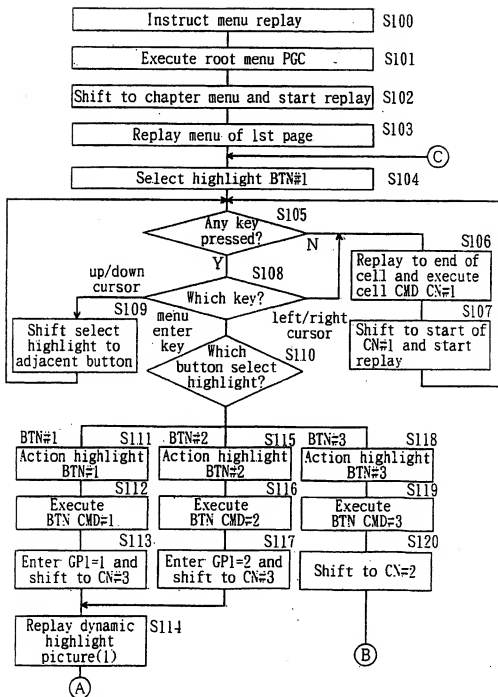 Instruct menu replay S100
Execute root menu PGC S101
Shift to chapter menu and start replay S102
Replay menu of 1st page S103
C
Select highlight BTN#1 S104
S105
Any key
pressed?
N
Y
S106
Replay to end of
cell and execute
cell CMD CN=1
S107
Shift to start of
CN=1 and start
replay
S108
Which key?
up/down
cursor
S109
Shift select
highlight to
adjacent button
menu
enter
key
left/right
cursor
S110
Which
button select
highlight?
BTN#1 S111
Action highlight
BTN#1
S112
Execute
BTN CMD=1
S113
Enter GP1=1 and
shift to CN=3
S114
Replay dynamic
highlight
picture(1)
A
BTN#2 S115
Action highlight
BTN#2
S116
Execute
BTN CMD=2
S117
Enter GP1=2 and
shift to CN=3
BTN#3 S118
Action highlight
BTN#3
S119
Execute
BTN CMD=3
S120
Shift to CN=2
B